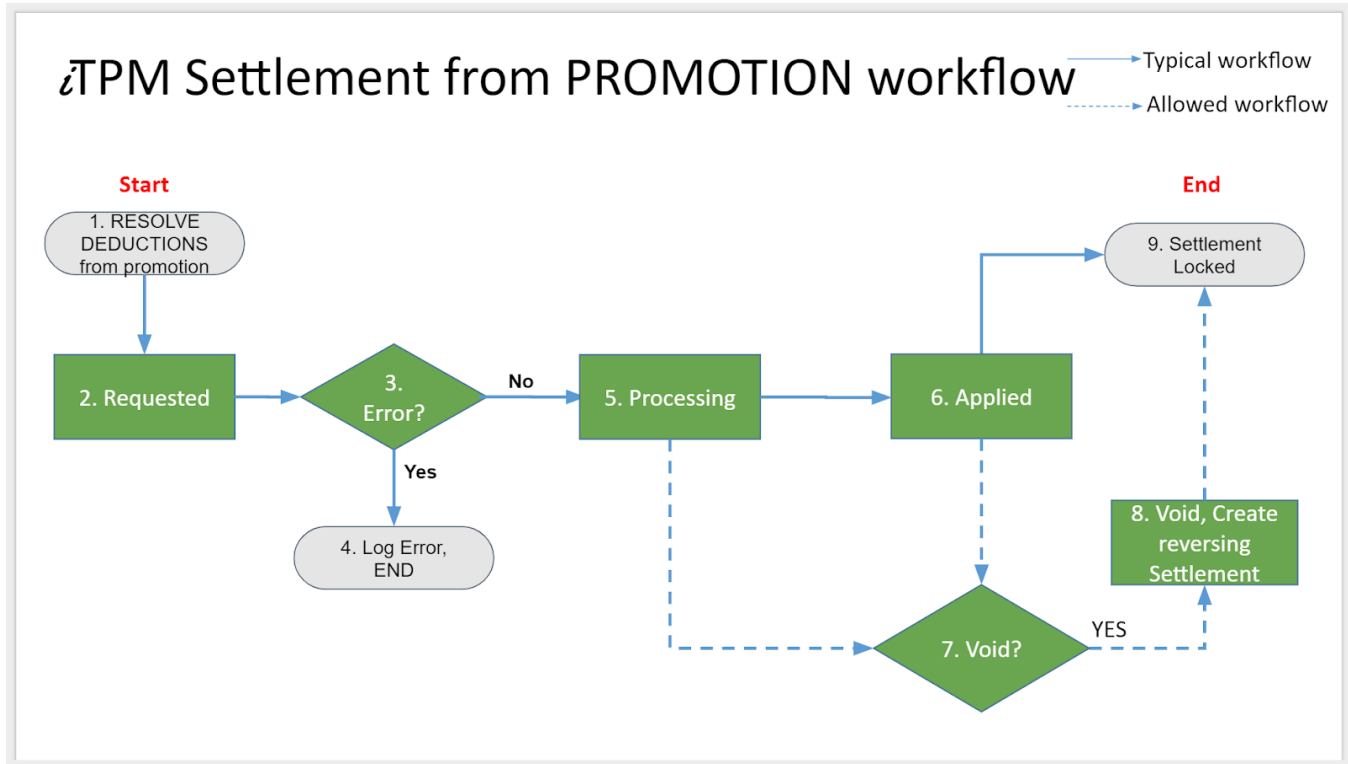 iTPM Settlement from PROMOTION workflow
Typical workflow
Allowed workflow
Start
End
1. RESOLVE
DEDUCTIONS
from promotion
9. Settlement
Locked
2. Requested
3.
Error?
No
5. Processing
6. Applied
Yes
4. Log Error,
END
8. Void, Create
reversing
Settlement
7. Void?
YES